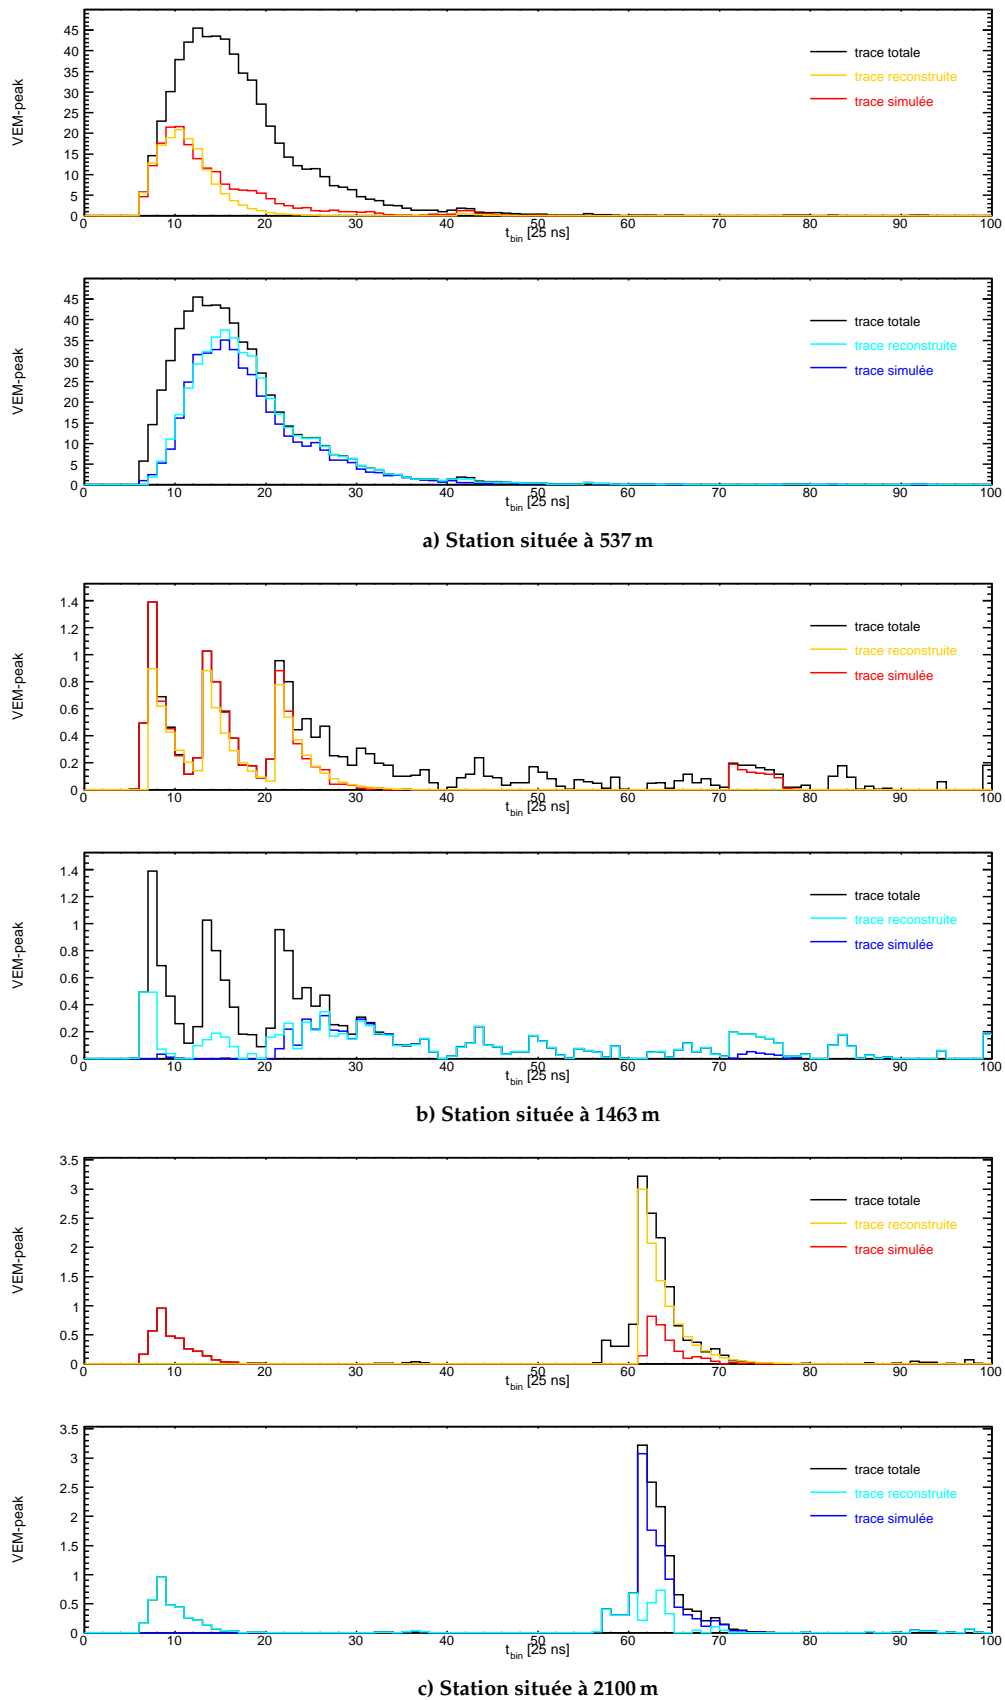 VEM-peak
45
40
35
30
25
20
15
10
5
0
trace totale
trace reconstruite
trace simulée
0 10 20 30 40 50 60 70 80 90 100
t_bin [25 ns]
VEM-peak
45
40
35
30
25
20
15
10
5
0
trace totale
trace reconstruite
trace simulée
0 10 20 30 40 50 60 70 80 90 100
t_bin [25 ns]
a) Station située à 537 m
VEM-peak
1.4
1.2
1
0.8
0.6
0.4
0.2
0
trace totale
trace reconstruite
trace simulée
0 10 20 30 40 50 60 70 80 90 100
t_bin [25 ns]
VEM-peak
1.4
1.2
1
0.8
0.6
0.4
0.2
0
trace totale
trace reconstruite
trace simulée
0 10 20 30 40 50 60 70 80 90 100
t_bin [25 ns]
b) Station située à 1463 m
VEM-peak
3.5
3
2.5
2
1.5
1
0.5
0
trace totale
trace reconstruite
trace simulée
0 10 20 30 40 50 60 70 80 90 100
t_bin [25 ns]
VEM-peak
3.5
3
2.5
2
1.5
1
0.5
0
trace totale
trace reconstruite
trace simulée
0 10 20 30 40 50 60 70 80 90 100
t_bin [25 ns]
c) Station située à 2100 m